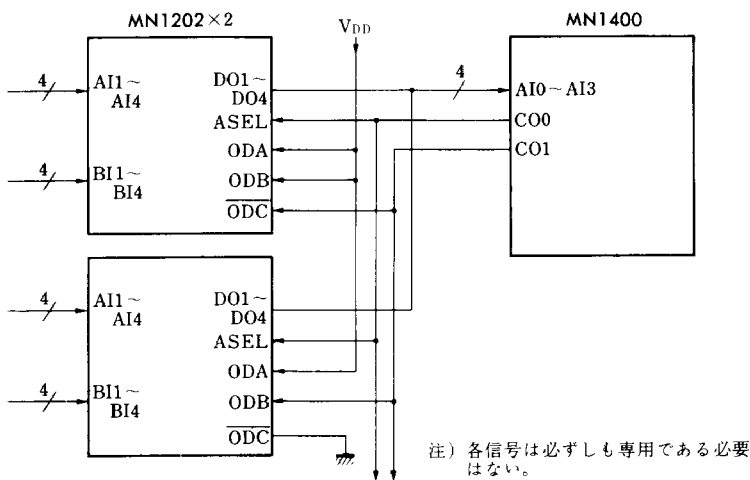 MN1202×2
VDD
MN1400
4
AI1~
AI4
4
BI1~
BI4
DO1~
DO4
ASEL
ODA
ODB
ODC
4
AI0~AI3
CO0
CO1
4
AI1~
AI4
4
BI1~
BI4
DO1~
DO4
ASEL
ODA
ODB
ODC
注) 各信号は必ずしも専用である必要
はない。